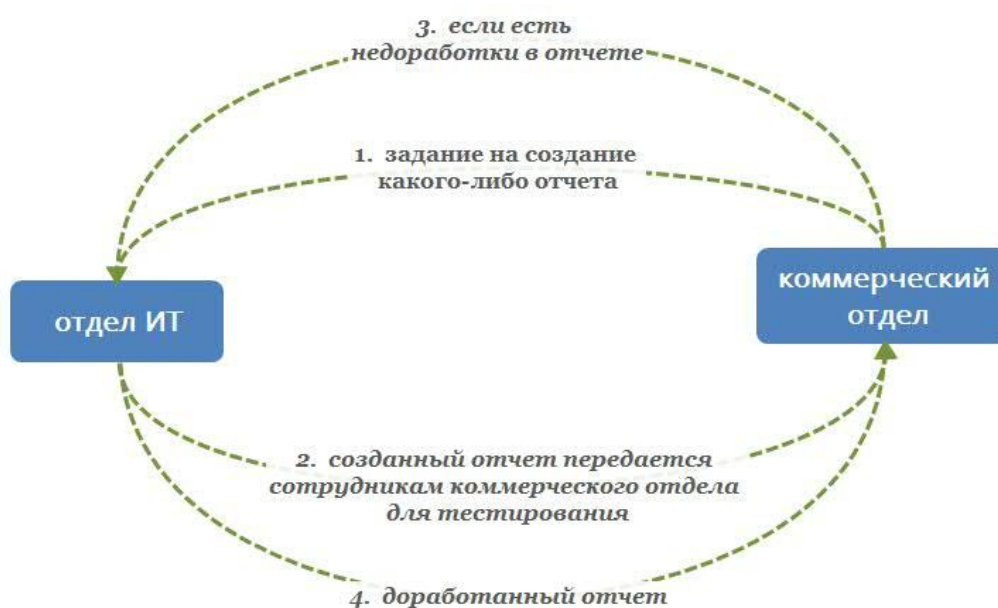 3. если есть
недоработки в отчете
1. задание на создание
какого-либо отчета
отдел ИТ
коммерческий
отдел
2. созданный отчет передается
сотрудникам коммерческого отдела
для тестирования
4. доработанный отчет